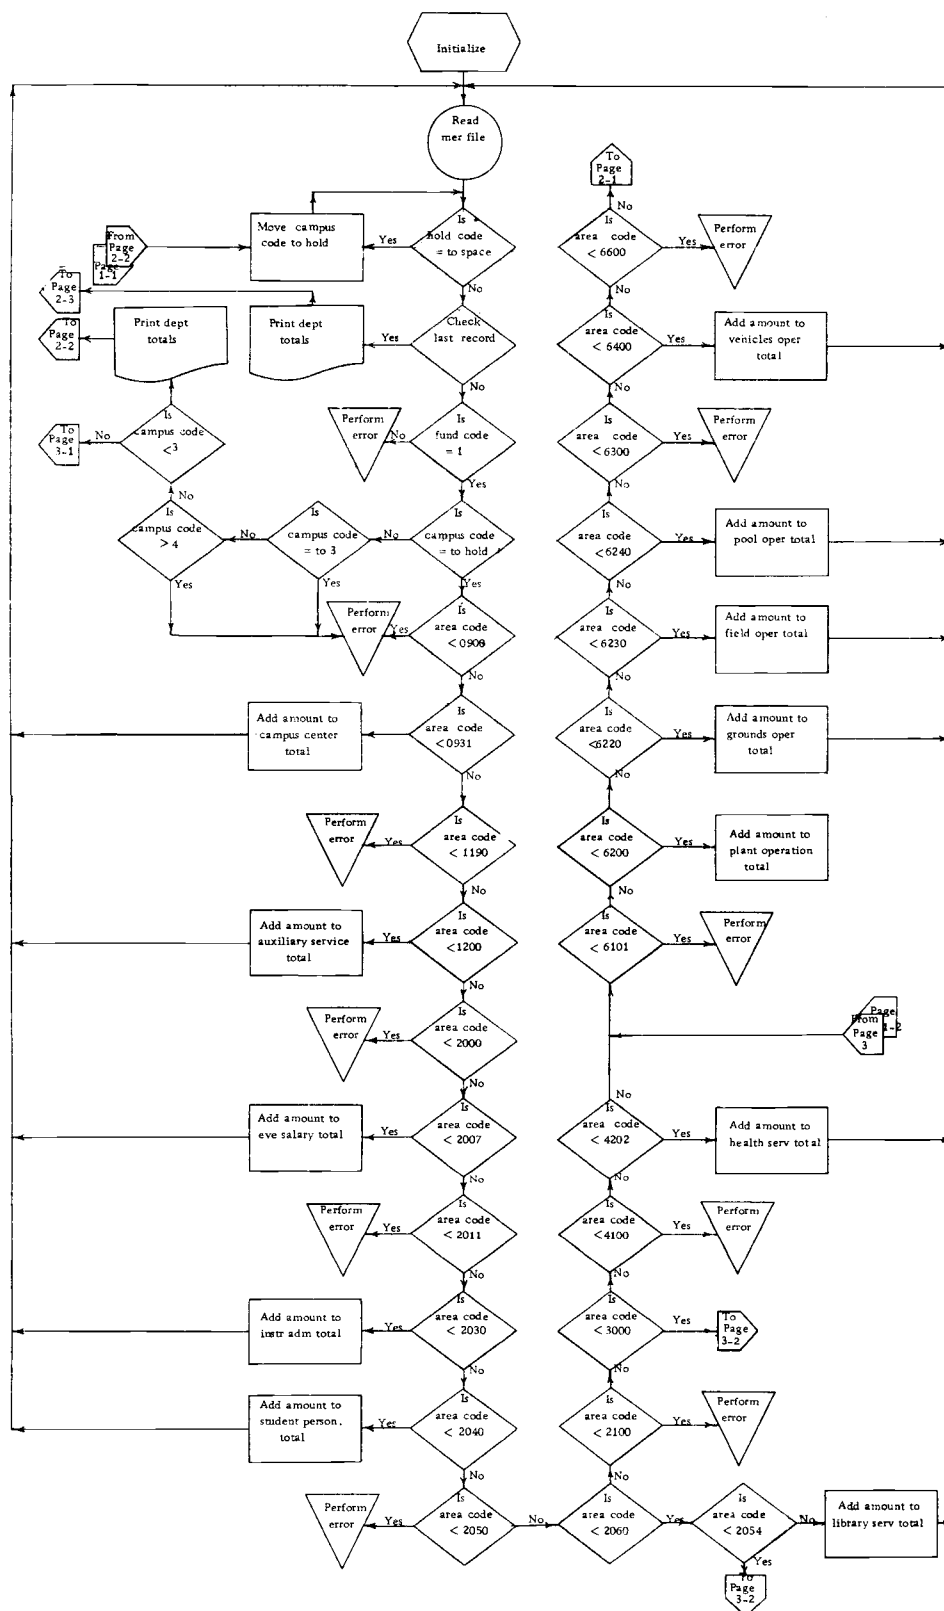 Initialize
Read
mer file
Is
hold code
= to space
Yes
No
Move campus
code to hold
From
Page
2-2
Page
1-1
To
Page
2-3
To
Page
2-2
Print dept
totals
Print dept
totals
Check
last record
Yes
No
Is
campus code
<3
No
To
Page
3-1
Perform
error
No
Is
fund code
= 1
Yes
No
Is
campus code
> 4
Yes
No
Is
campus code
= to 3
Yes
No
Is
campus code
= to hold
Yes
Perform
error
Yes
Is
area code
< 0908
No
Add amount to
campus center
total
Is
area code
< 0931
No
Perform
error
Yes
Is
area code
< 1190
No
Add amount to
auxiliary service
total
Yes
Is
area code
<1200
No
Perform
error
Yes
Is
area code
< 2000
No
Add amount to
eve salary total
Yes
Is
area code
< 2007
No
Perform
error
Yes
Is
area code
< 2011
No
Add amount to
instr adm total
Yes
Is
area code
< 2030
No
Add amount to
student person.
total
Yes
Is
area code
< 2040
No
Perform
error
Yes
Is
area code
< 2050
No
Is
area code
< 2060
Yes
No
Is
area code
< 2054
No
Add amount to
library serv total
Yes
To
Page
3-2
Is
area code
< 2100
Yes
Perform
error
No
Is
area code
< 3000
Yes
To
Page
3-2
No
Is
area code
<4100
Yes
Perform
error
No
Is
area code
< 4202
Yes
Add amount to
health serv total
No
Page
1-2
From
Page
3
Is
area code
< 6101
Yes
Perform
error
No
Is
area code
< 6200
Yes
Add amount to
plant operation
total
No
Is
area code
<6220
Yes
Add amount to
grounds oper
total
No
Is
area code
< 6230
Yes
Add amount to
field oper total
No
Is
area code
< 6240
Yes
Add amount to
pool oper total
No
Is
area code
< 6300
Yes
Perform
error
No
Is
area code
< 6400
Yes
Add amount to
vehicles oper
total
No
Is
area code
< 6600
Yes
Perform
error
No
To
Page
2-1